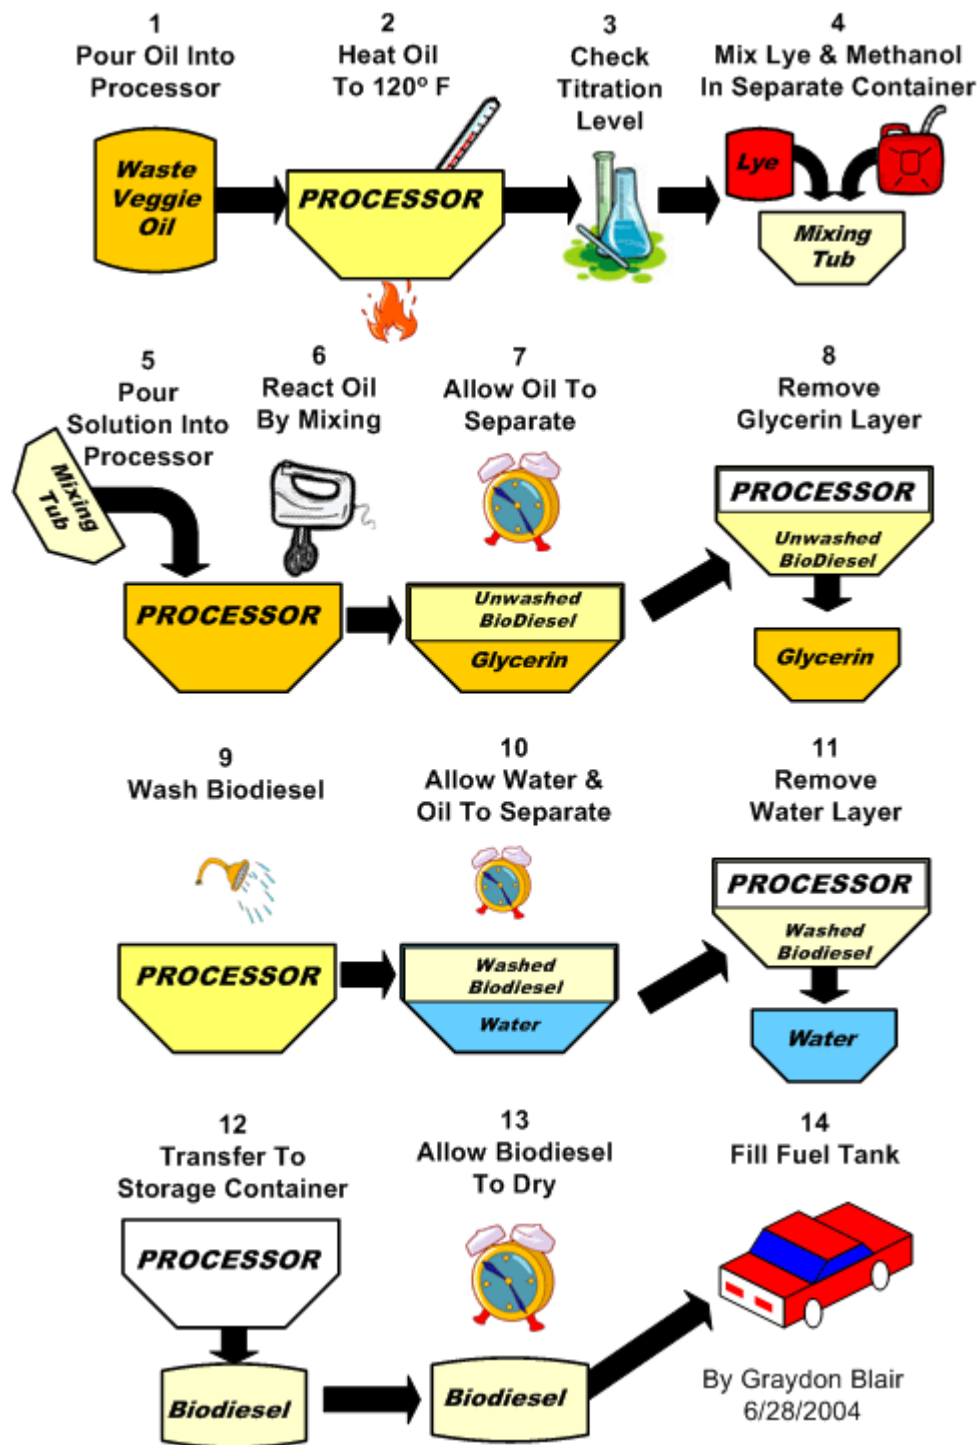 1
Pour Oil Into
Processor
2
Heat Oil
To 120º F
3
Check
Titration
Level
4
Mix Lye & Methanol
In Separate Container
Waste
Veggie
Oil
PROCESSOR
Lye
Mixing
Tub
5
Pour
Solution Into
Processor
6
React Oil
By Mixing
7
Allow Oil To
Separate
8
Remove
Glycerin Layer
Mixing
Tub
PROCESSOR
Unwashed
BioDiesel
Glycerin
PROCESSOR
Unwashed
BioDiesel
Glycerin
9
Wash Biodiesel
10
Allow Water &
Oil To Separate
11
Remove
Water Layer
PROCESSOR
Washed
Biodiesel
Water
PROCESSOR
Washed
Biodiesel
Water
12
Transfer To
Storage Container
13
Allow Biodiesel
To Dry
14
Fill Fuel Tank
PROCESSOR
Biodiesel
Biodiesel
By Graydon Blair
6/28/2004